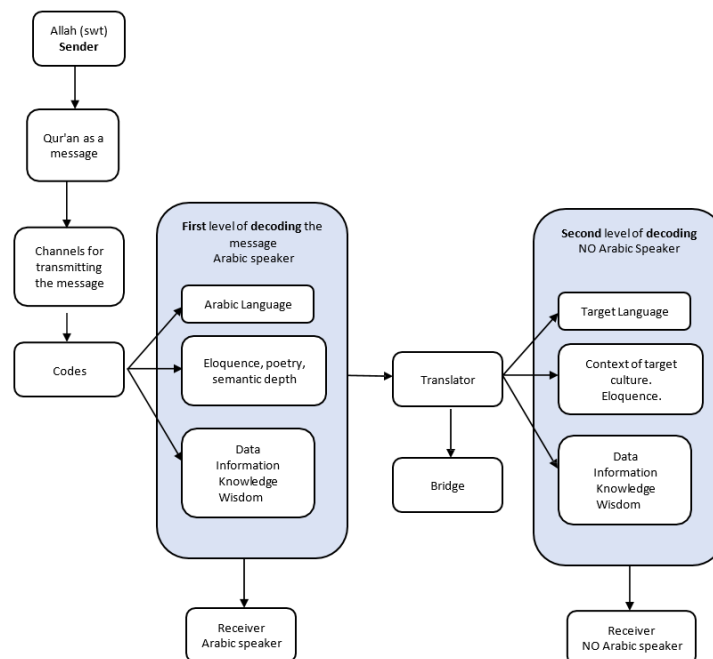 Allah (swt)
Sender
Qur'an as a
message
Channels for
transmitting
the message
Codes
First level of decoding the
message
Arabic speaker
Arabic Language
Eloquence, poetry,
semantic depth
Data
Information
Knowledge
Wisdom
Receiver
Arabic speaker
Translator
Bridge
Second level of decoding
NO Arabic Speaker
Target Language
Context of target
culture.
Eloquence.
Data
Information
Knowledge
Wisdom
Receiver
NO Arabic speaker